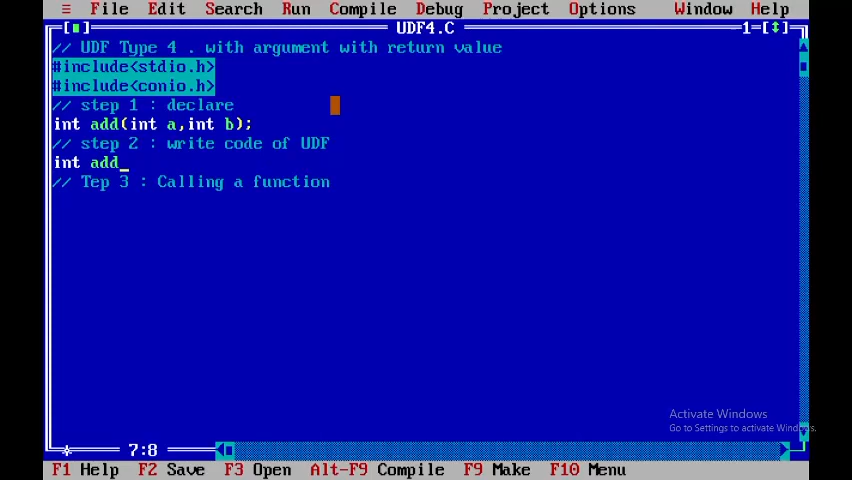 ≡ File Edit Search Run Compile Debug Project Options Window Help
[■] UDF4.C 1=[↕]
// UDF Type 4 . with argument with return value
#include<stdio.h>
#include<conio.h>
// step 1 : declare
int add(int a,int b);
// step 2 : write code of UDF
int add_
// Tep 3 : Calling a function
Activate Windows
Go to Settings to activate Windows.
7:8
F1 Help F2 Save F3 Open Alt-F9 Compile F9 Make F10 Menu